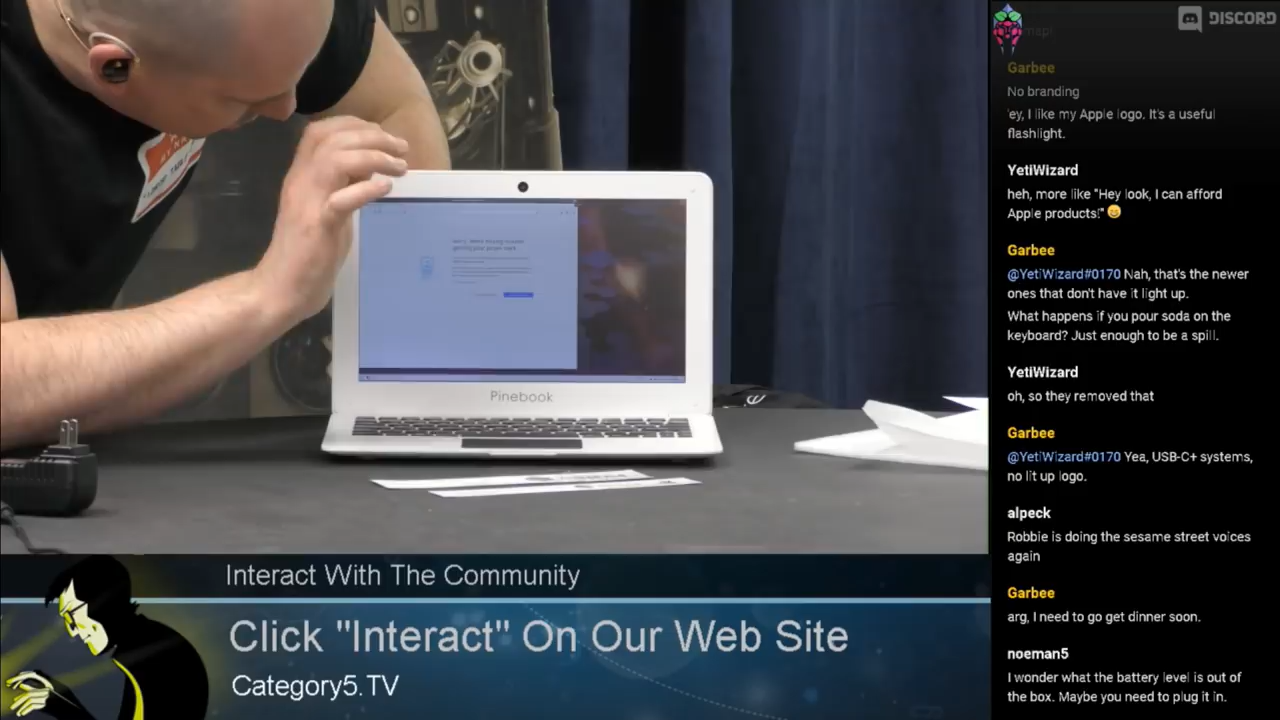 Pinebook
Interact With The Community
Click "Interact" On Our Web Site
Category5.TV
DISCORD
Garbee
No branding
'ey, I like my Apple logo. It's a useful
flashlight.
YetiWizard
heh, more like "Hey look, I can afford
Apple products!"
Garbee
@YetiWizard#0170 Nah, that's the newer
ones that don't have it light up.
What happens if you pour soda on the
keyboard? Just enough to be a spill.
YetiWizard
oh, so they removed that
Garbee
@YetiWizard#0170 Yea, USB-C+ systems,
no lit up logo.
alpeck
Robbie is doing the sesame street voices
again
Garbee
arg, I need to go get dinner soon.
noeman5
I wonder what the battery level is out of
the box. Maybe you need to plug it in.